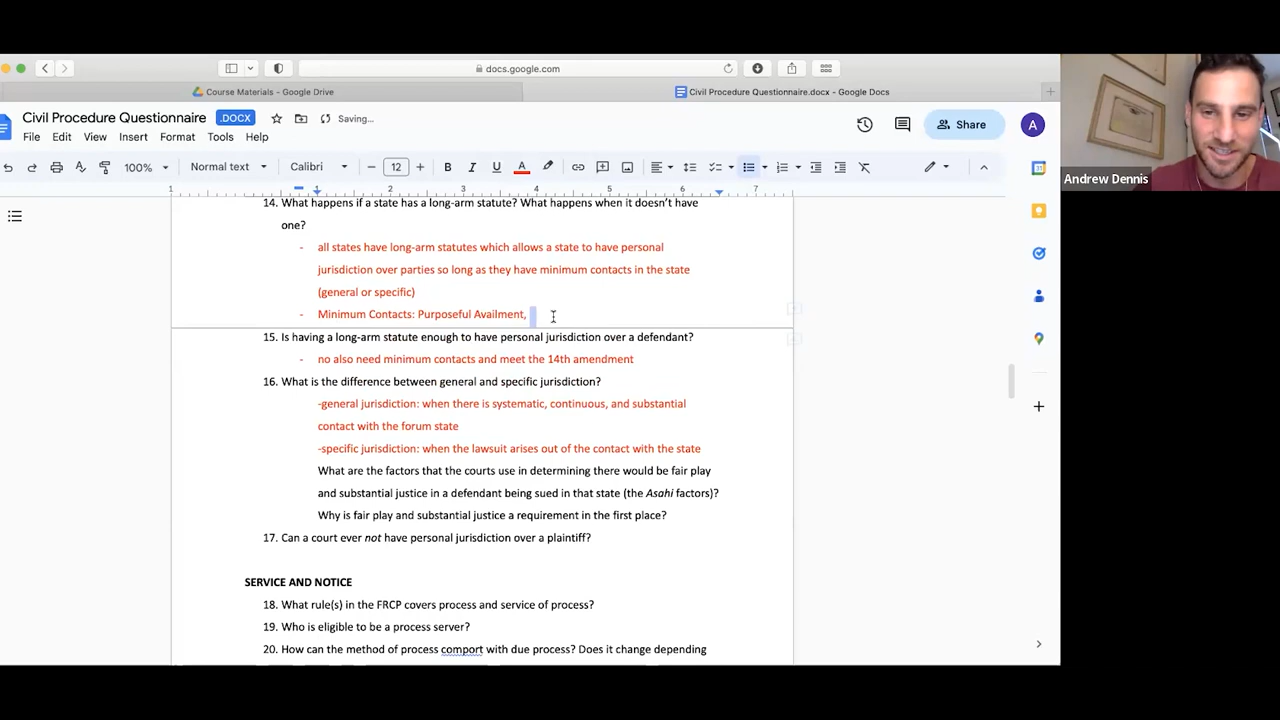 docs.google.com
Course Materials - Google Drive
Civil Procedure Questionnaire.docx - Google Docs
Civil Procedure Questionnaire .DOCX Saving...
File Edit View Insert Format Tools Help
Share
A
100% Normal text Calibri − 12 + B I U A
1 1 2 3 4 5 6 7
14. What happens if a state has a long-arm statute? What happens when it doesn't have
one?
- all states have long-arm statutes which allows a state to have personal
jurisdiction over parties so long as they have minimum contacts in the state
(general or specific)
- Minimum Contacts: Purposeful Availment,
15. Is having a long-arm statute enough to have personal jurisdiction over a defendant?
- no also need minimum contacts and meet the 14th amendment
16. What is the difference between general and specific jurisdiction?
-general jurisdiction: when there is systematic, continuous, and substantial
contact with the forum state
-specific jurisdiction: when the lawsuit arises out of the contact with the state
What are the factors that the courts use in determining there would be fair play
and substantial justice in a defendant being sued in that state (the Asahi factors)?
Why is fair play and substantial justice a requirement in the first place?
17. Can a court ever not have personal jurisdiction over a plaintiff?
SERVICE AND NOTICE
18. What rule(s) in the FRCP covers process and service of process?
19. Who is eligible to be a process server?
20. How can the method of process comport with due process? Does it change depending
Andrew Dennis